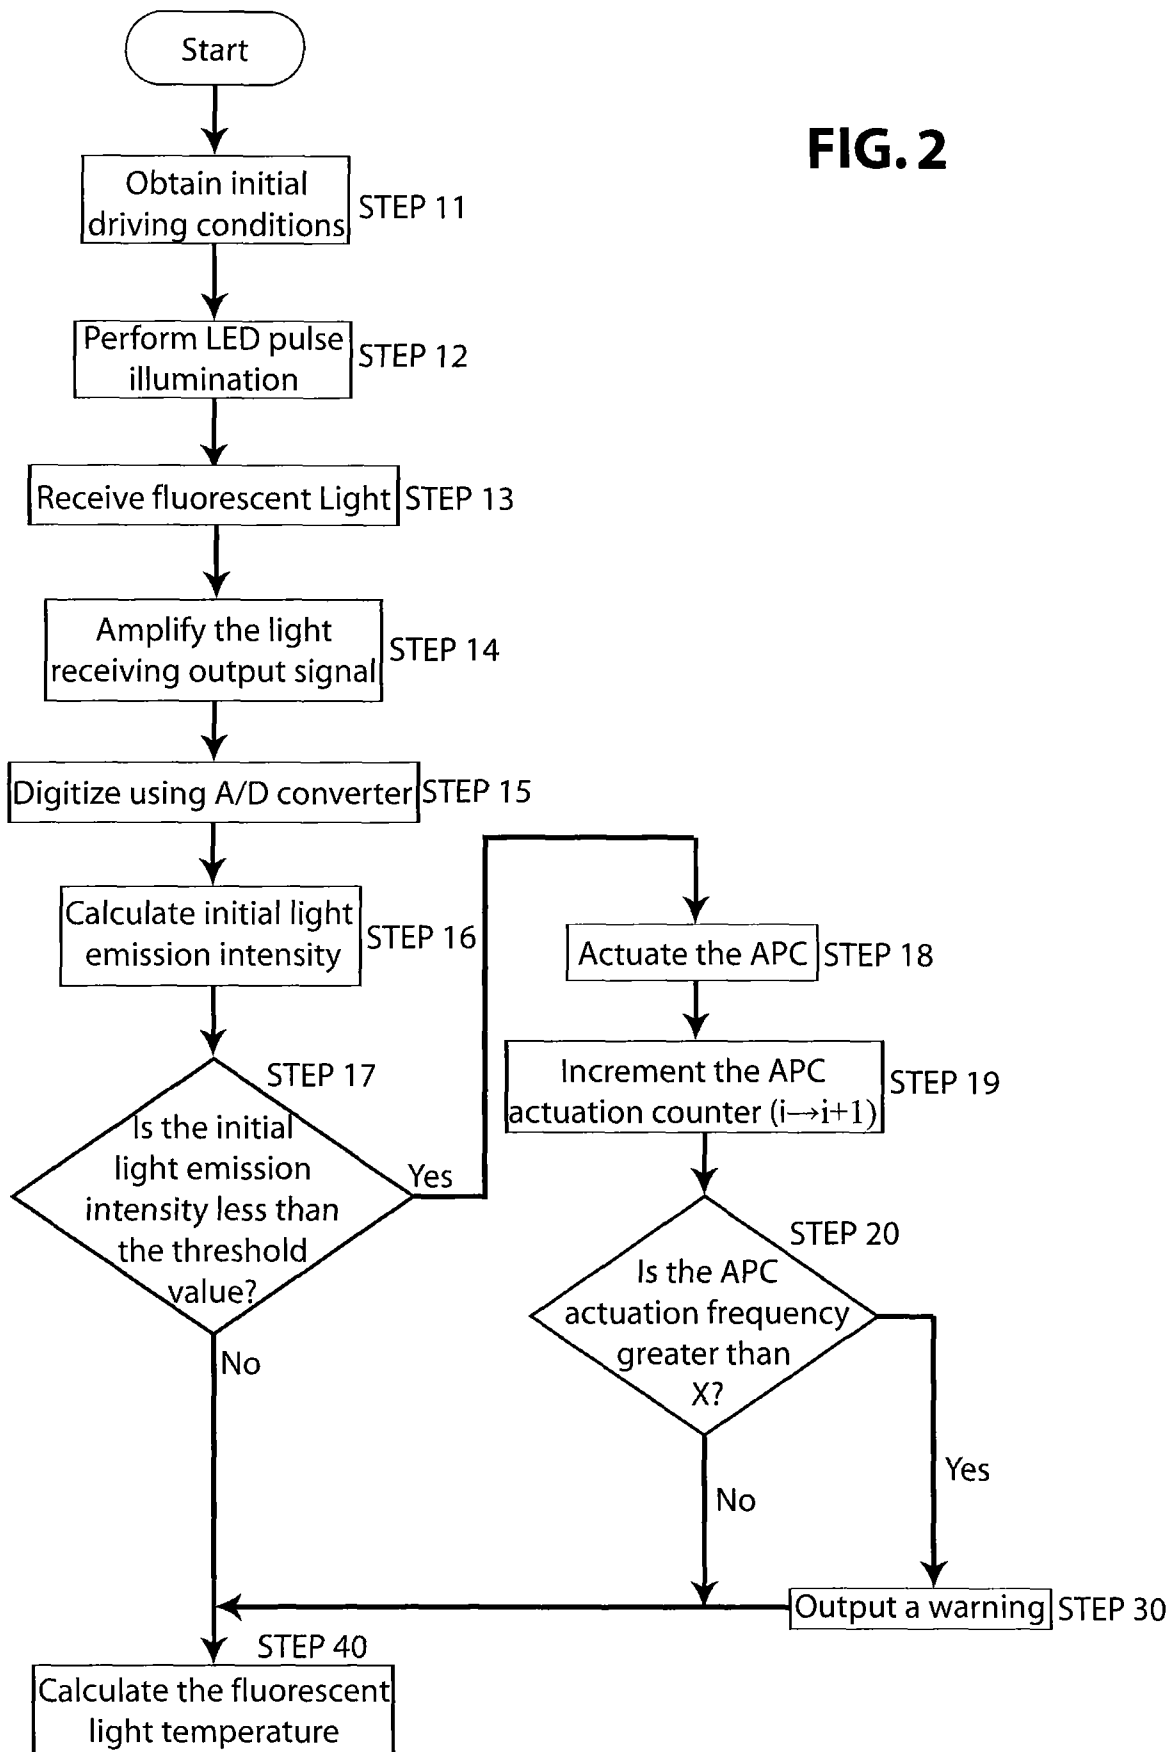 Start
FIG. 2
Obtain initial
driving conditions
STEP 11
Perform LED pulse
illumination
STEP 12
Receive fluorescent Light
STEP 13
Amplify the light
receiving output signal
STEP 14
Digitize using A/D converter
STEP 15
Calculate initial light
emission intensity
STEP 16
STEP 17
Is the initial
light emission
intensity less than
the threshold
value?
Yes
No
Actuate the APC
STEP 18
Increment the APC
actuation counter (i→i+1)
STEP 19
STEP 20
Is the APC
actuation frequency
greater than
X?
Yes
No
Output a warning
STEP 30
STEP 40
Calculate the fluorescent
light temperature